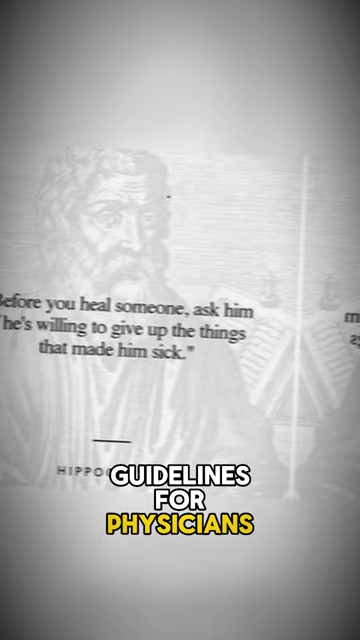 Before you heal someone, ask him
he's willing to give up the things
that made him sick."
HIPPO
GUIDELINES
FOR
PHYSICIANS